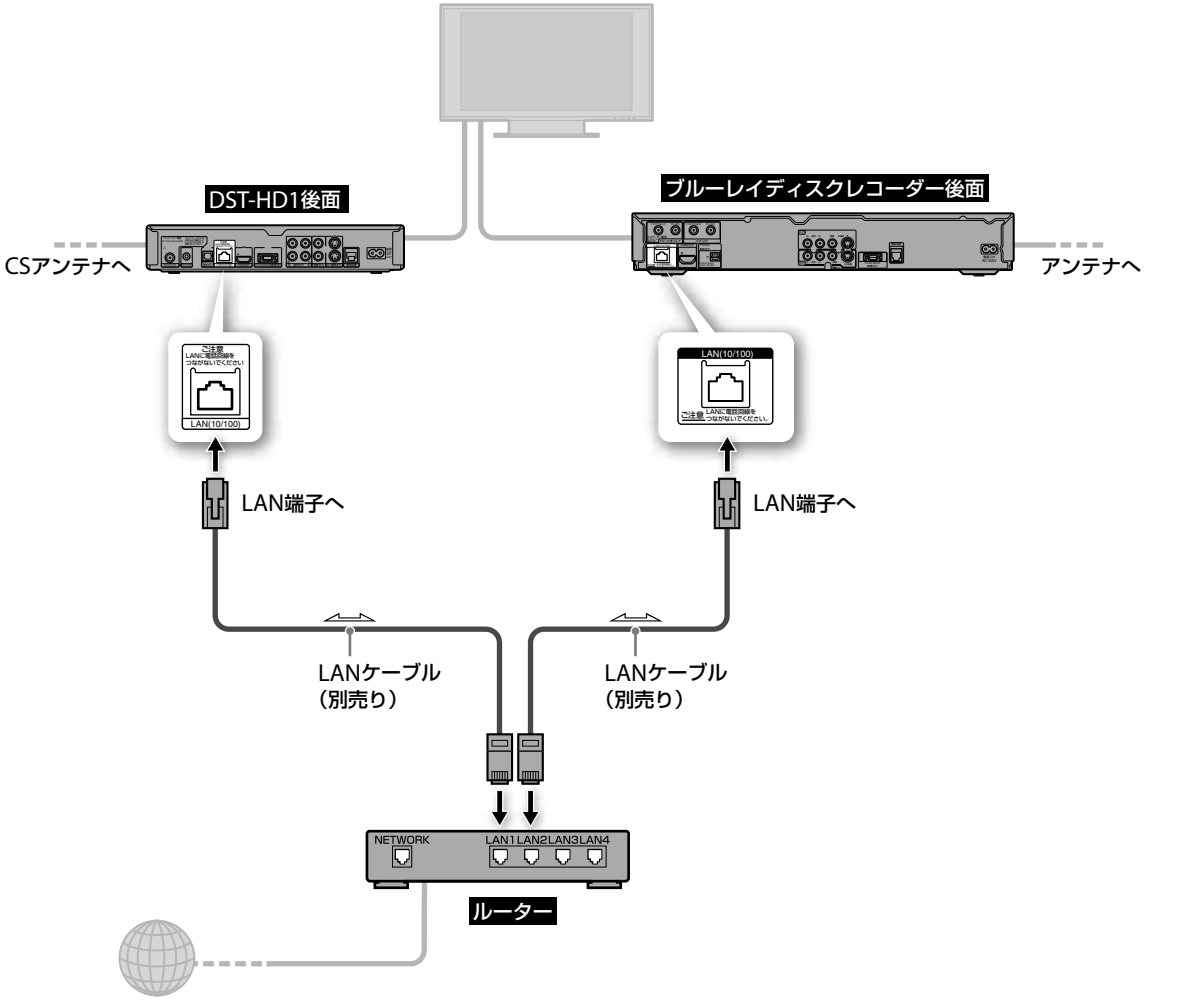 DST-HD1後面
ブルーレイディスクレコーダー後面
CSアンテナへ
アンテナへ
ご注意
LANに電話回線を
つながないでください
LAN(10/100)
LAN(10/100)
ご注意 LANに電話回線を
つながないでください。
LAN端子へ
LAN端子へ
LANケーブル
（別売り）
LANケーブル
（別売り）
NETWORK
LAN1 LAN2 LAN3 LAN4
ルーター